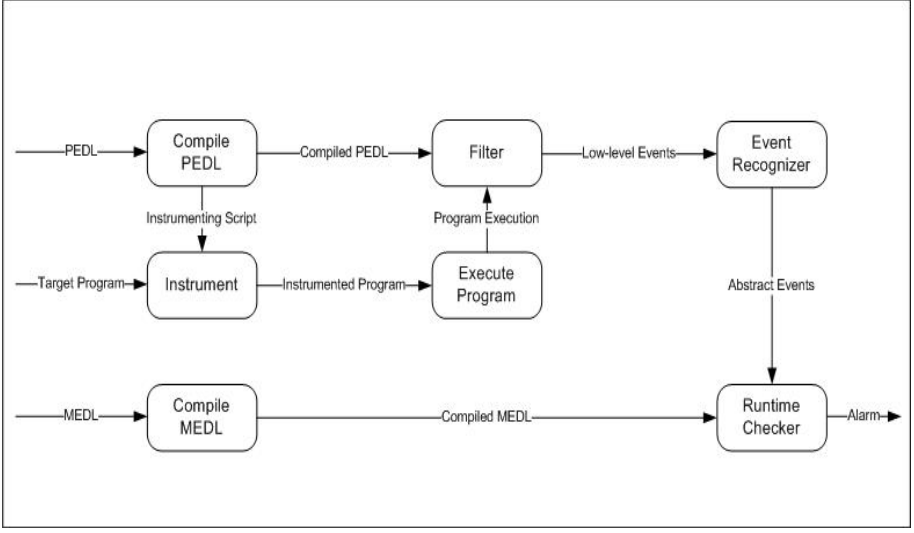 PEDL
Compile
PEDL
Compiled PEDL
Filter
Low-level Events
Event
Recognizer
Instrumenting Script
Program Execution
Target Program
Instrument
Instrumented Program
Execute
Program
Abstract Events
MEDL
Compile
MEDL
Compiled MEDL
Runtime
Checker
Alarm